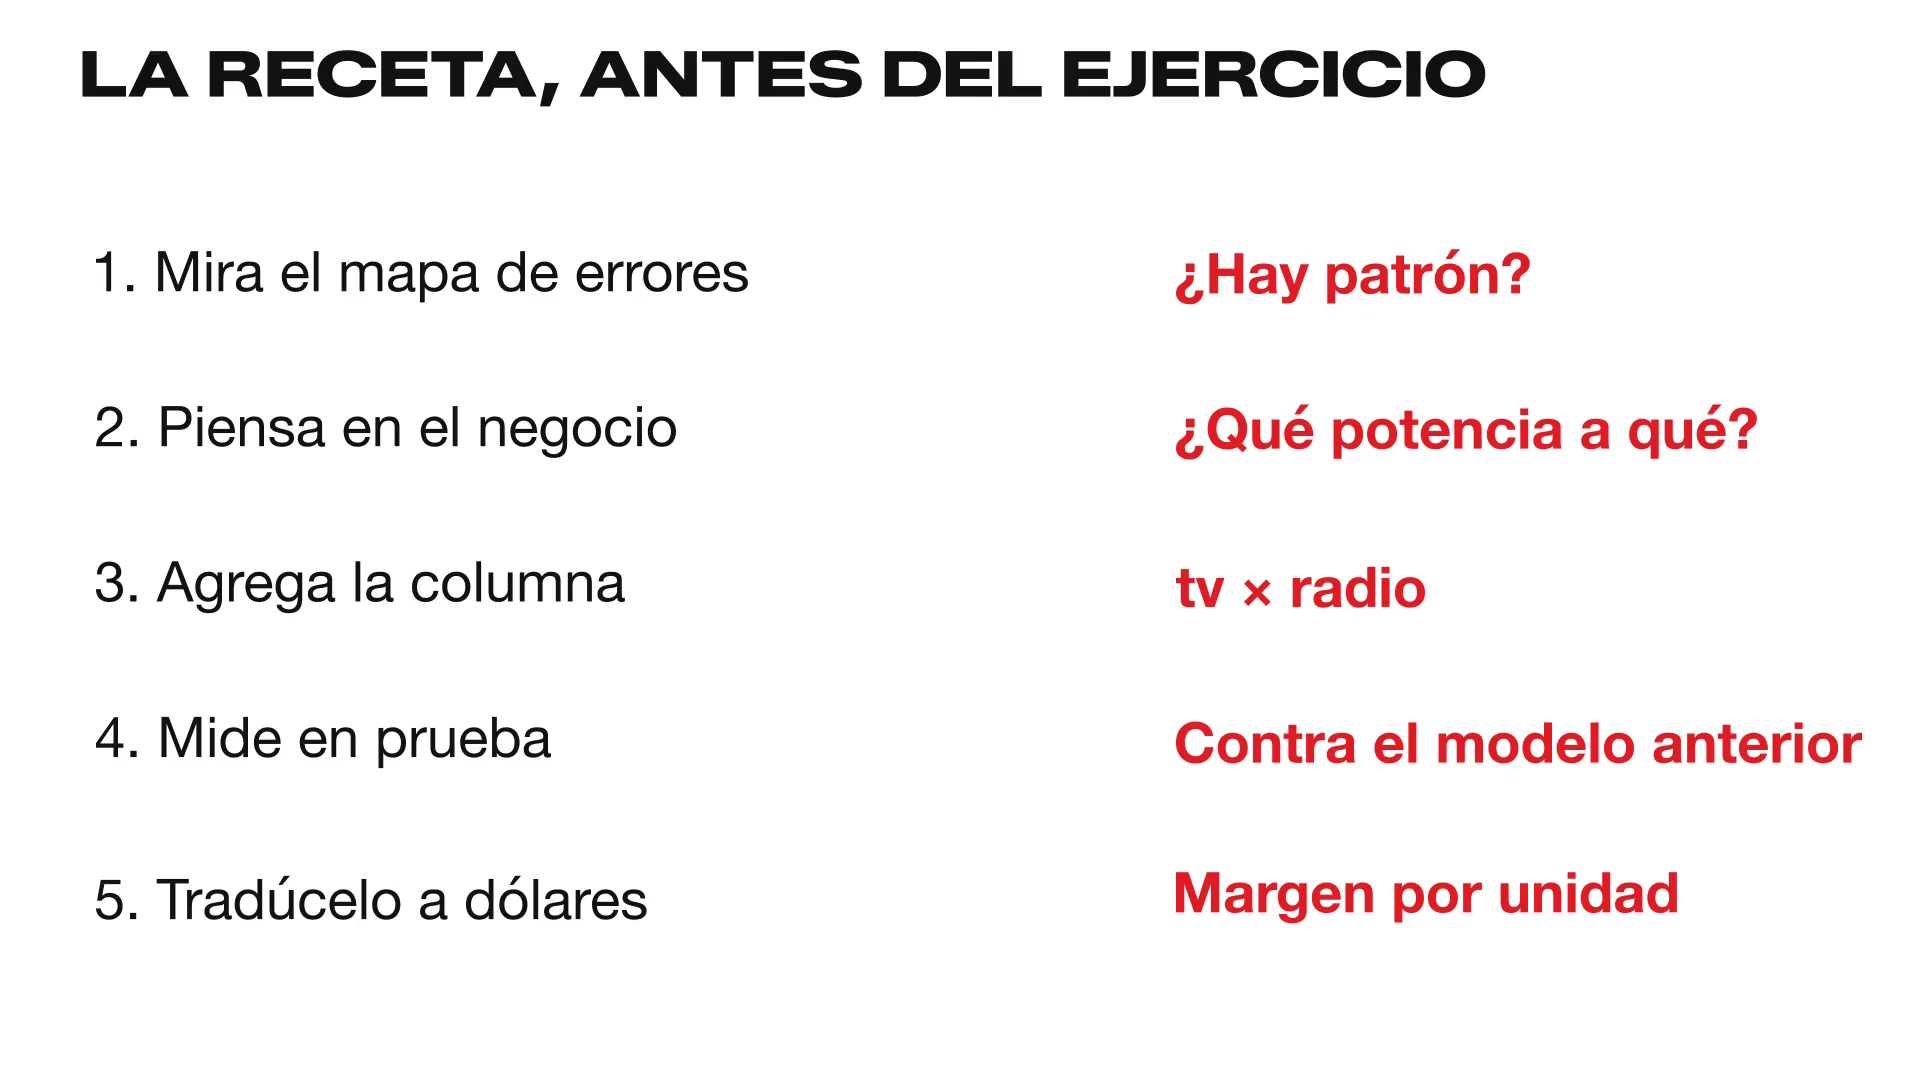 LA RECETA, ANTES DEL EJERCICIO
1. Mira el mapa de errores
¿Hay patrón?
2. Piensa en el negocio
¿Qué potencia a qué?
3. Agrega la columna
tv × radio
4. Mide en prueba
Contra el modelo anterior
5. Tradúcelo a dólares
Margen por unidad